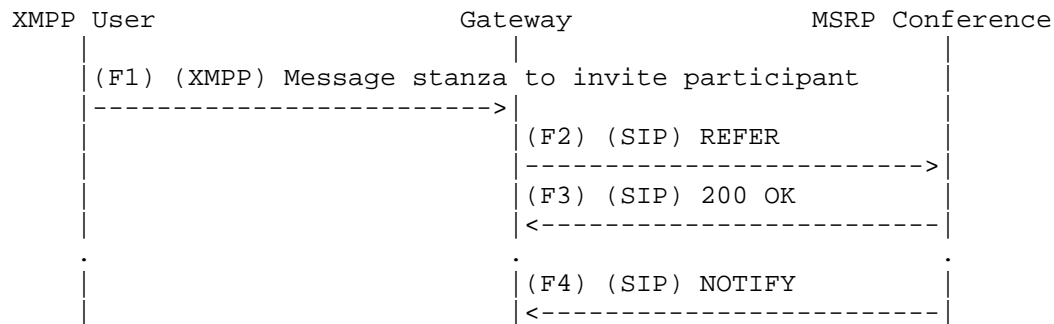 XMPP User Gateway MSRP Conference
(F1) (XMPP) Message stanza to invite participant
(F2) (SIP) REFER
(F3) (SIP) 200 OK
(F4) (SIP) NOTIFY